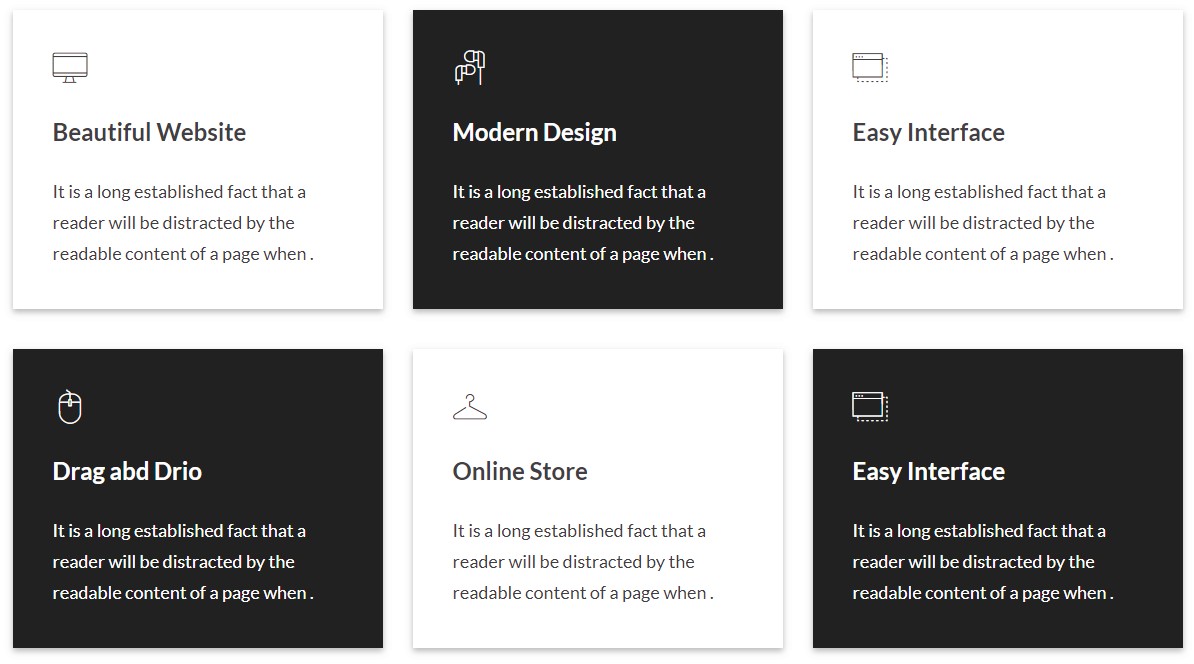 Beautiful Website
It is a long established fact that a
reader will be distracted by the
readable content of a page when .
Modern Design
It is a long established fact that a
reader will be distracted by the
readable content of a page when .
Easy Interface
It is a long established fact that a
reader will be distracted by the
readable content of a page when .
Drag abd Drio
It is a long established fact that a
reader will be distracted by the
readable content of a page when .
Online Store
It is a long established fact that a
reader will be distracted by the
readable content of a page when .
Easy Interface
It is a long established fact that a
reader will be distracted by the
readable content of a page when .